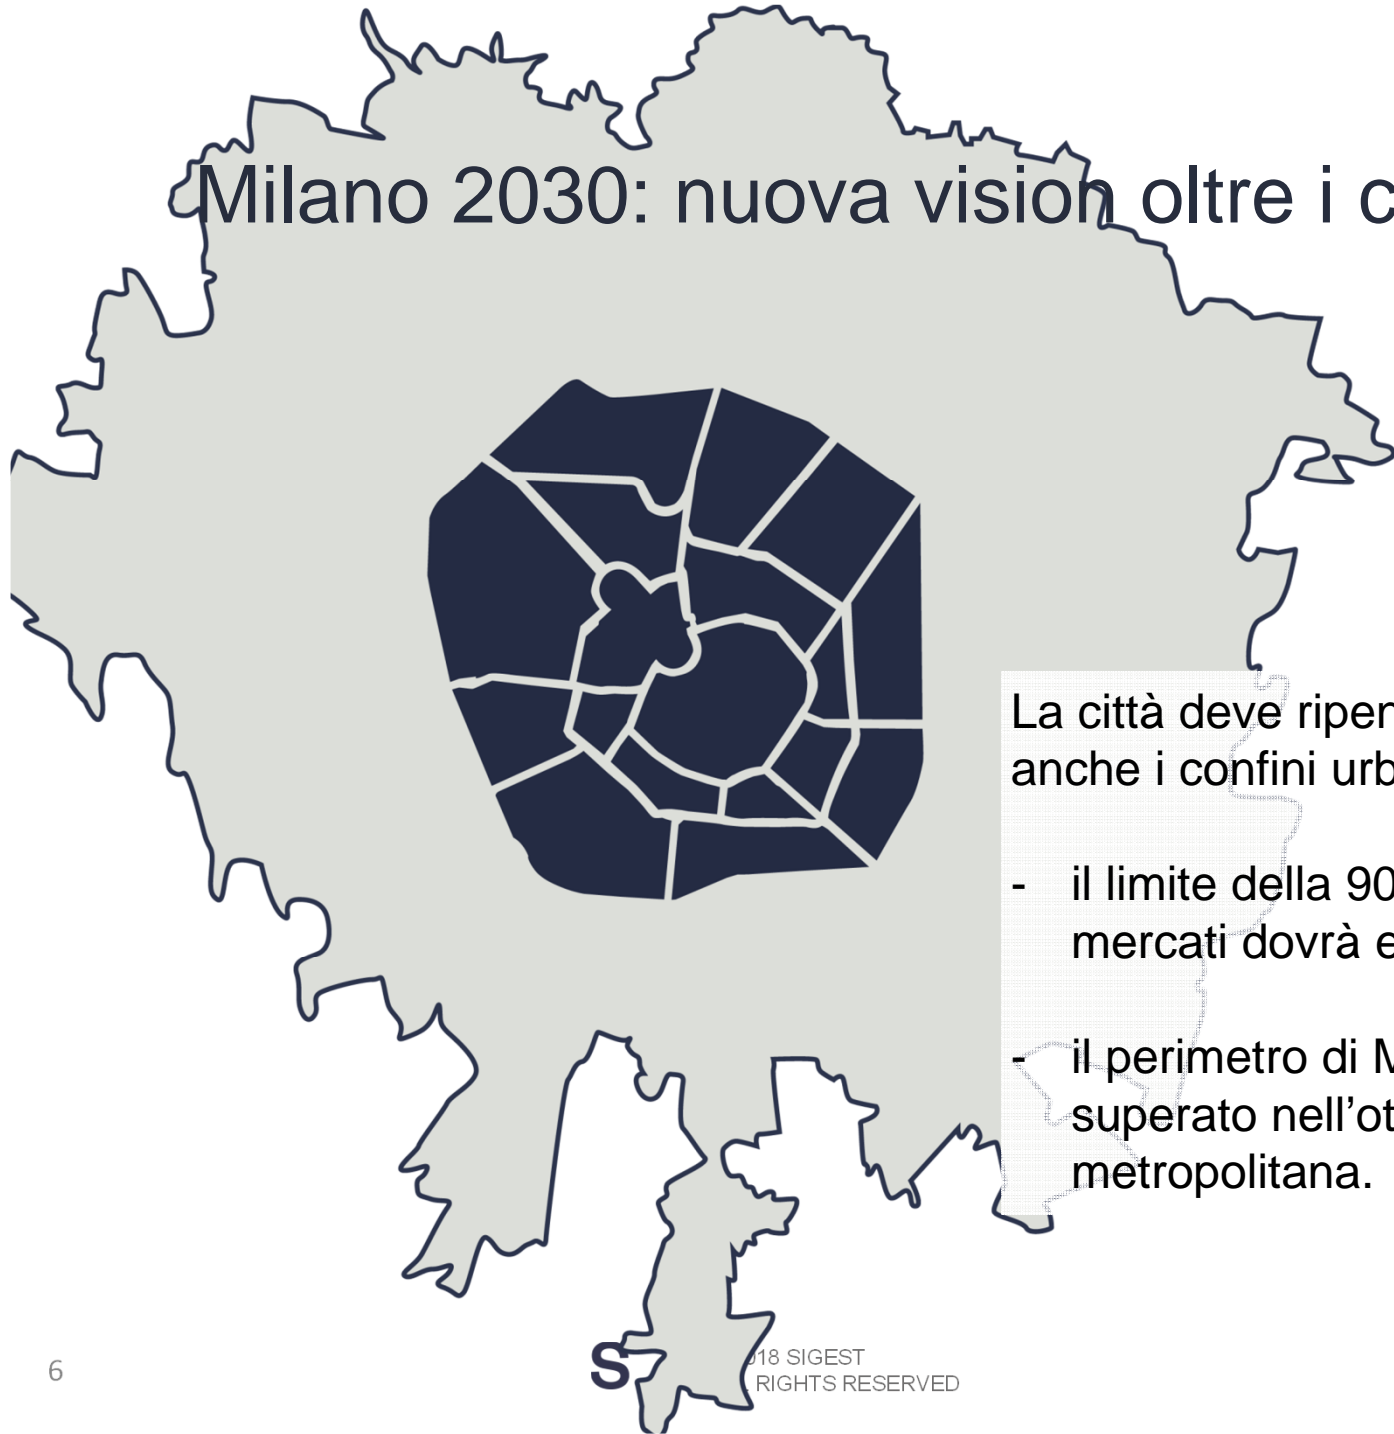 Milano 2030: nuova vision oltre i c
La città deve ripen
anche i confini urb
- il limite della 90
mercati dovrà e
- il perimetro di M
superato nell’ot
metropolitana.
6
S
18 SIGEST
RIGHTS RESERVED